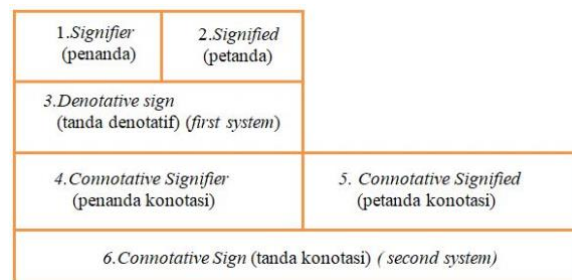 1.Signifier
(penanda)
2.Signified
(petanda)
3.Denotative sign
(tanda denotatif) (first system)
4.Connotative Signifier
(penanda konotasi)
5. Connotative Signified
(petanda konotasi)
6.Connotative Sign (tanda konotasi) ( second system)